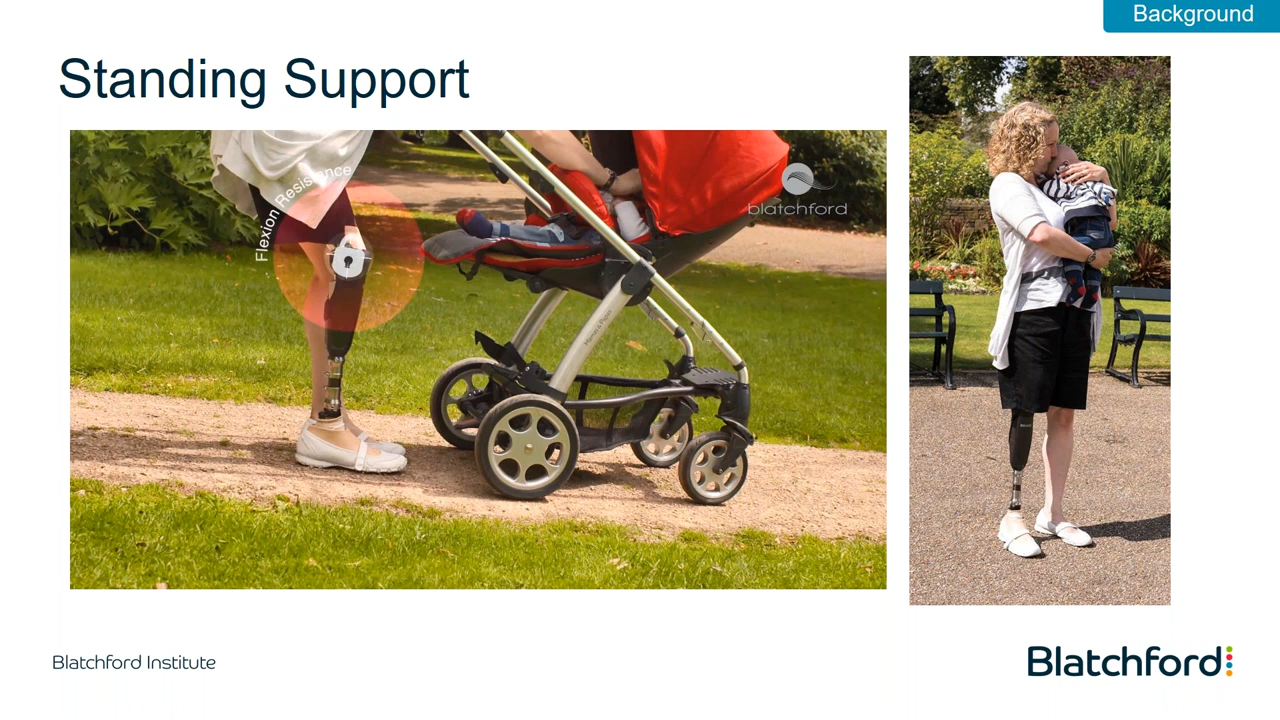 Background
Standing Support
Flexion Resistance
blatchford
Blatchford Institute
Blatchford